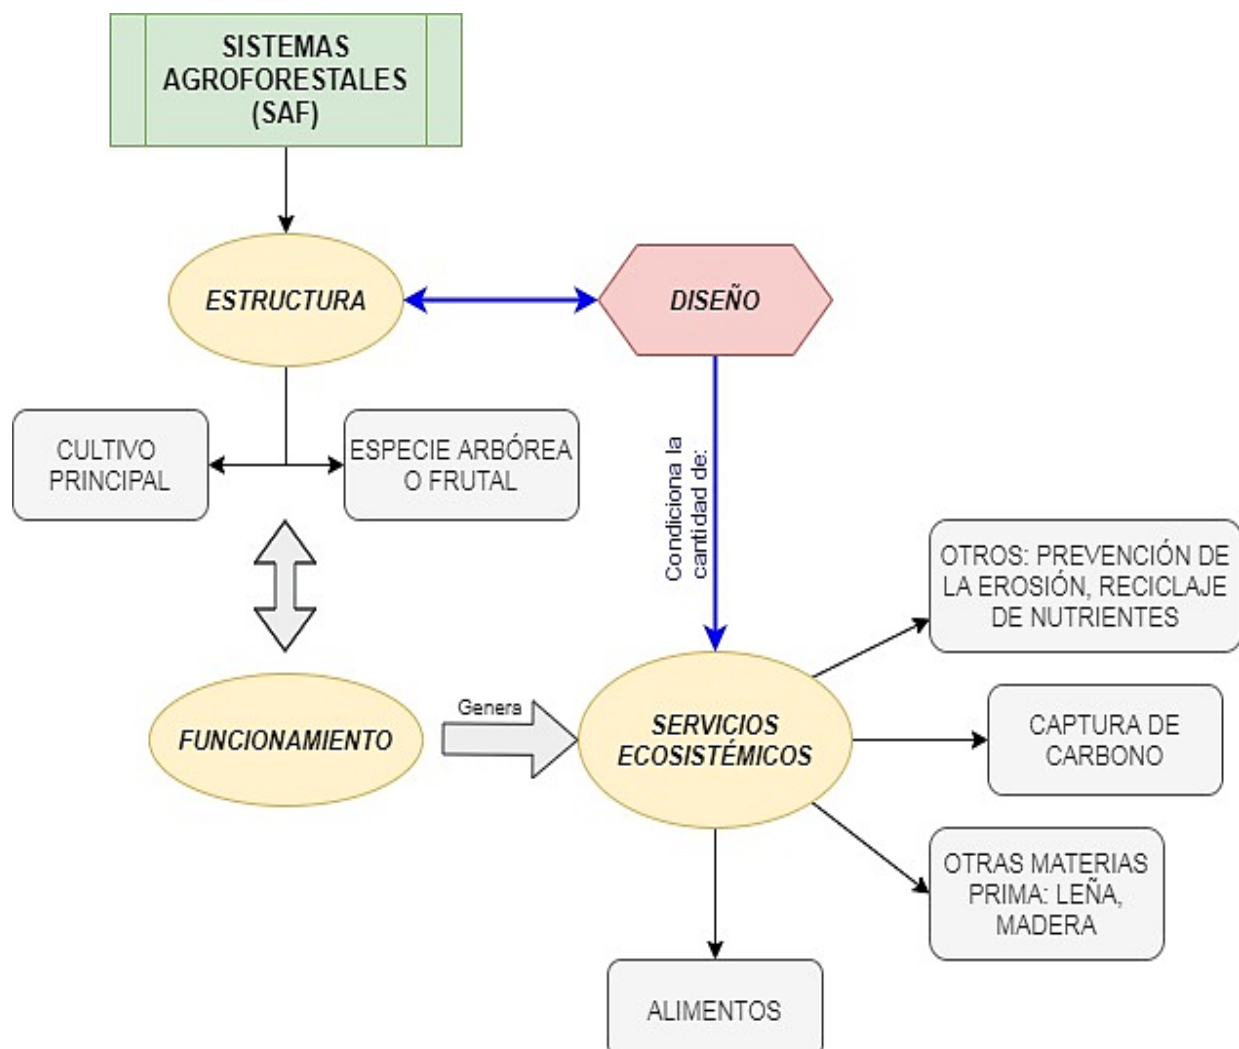 SISTEMAS
AGROFORESTALES
(SAF)
ESTRUCTURA
DISEÑO
CULTIVO
PRINCIPAL
ESPECIE ARBÓREA
O FRUTAL
Condiciona la
cantidad de:
OTROS: PREVENCIÓN DE
LA EROSIÓN, RECICLAJE
DE NUTRIENTES
FUNCIONAMIENTO
Genera
SERVICIOS
ECOSISTÉMICOS
CAPTURA DE
CARBONO
OTRAS MATERIAS
PRIMA: LEÑA,
MADERA
ALIMENTOS